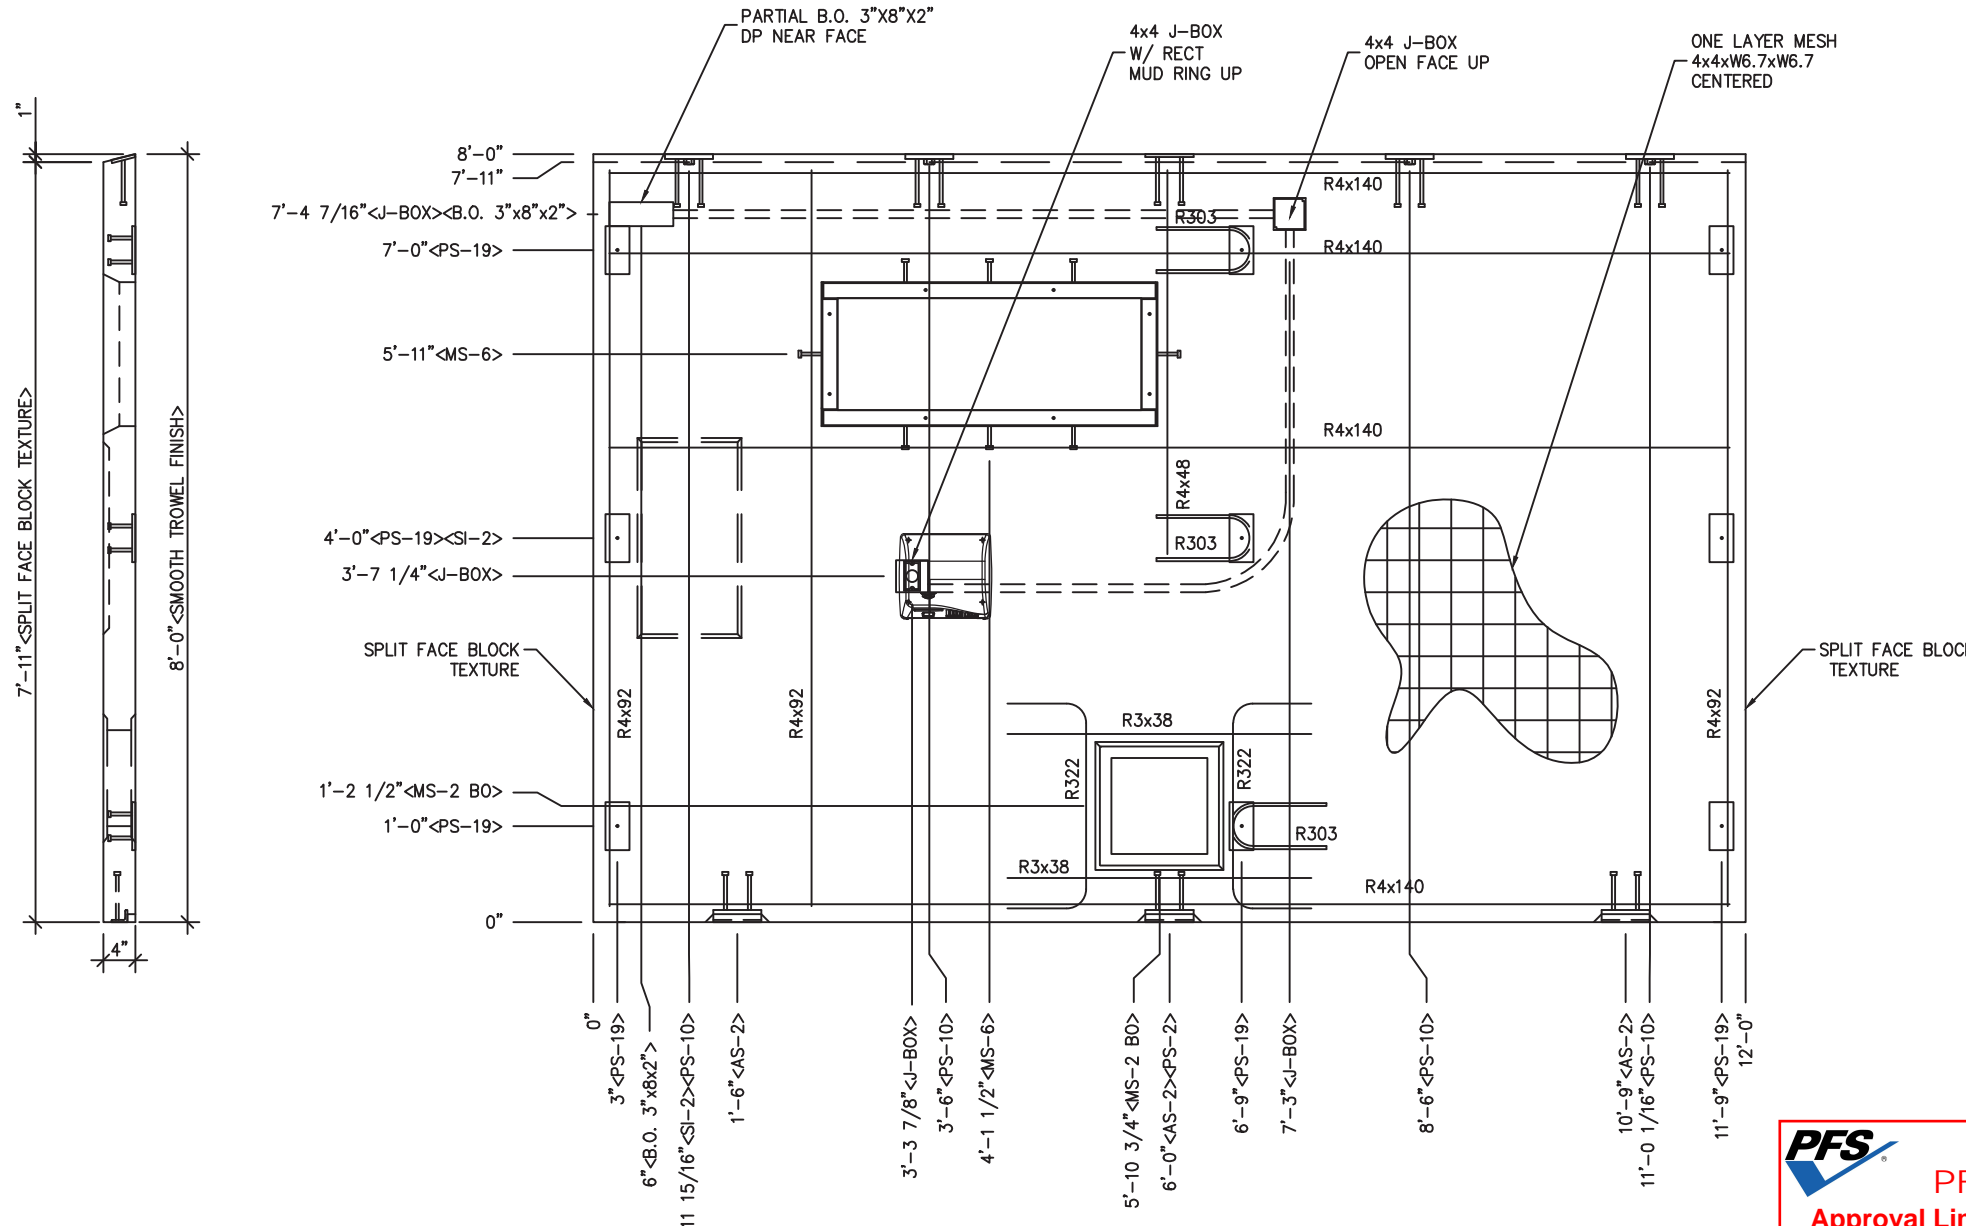 PARTIAL B.O. 3"X8"X2"
DP NEAR FACE
4x4 J-BOX
W/ RECT
MUD RING UP
4x4 J-BOX
OPEN FACE UP
ONE LAYER MESH
4x4xW6.7xW6.7
CENTERED
1"
8'-0"
7'-11"
7'-4 7/16"<J-BOX><B.O. 3"x8"x2">
7'-0"<PS-19>
5'-11"<MS-6>
4'-0"<PS-19><SI-2>
3'-7 1/4"<J-BOX>
SPLIT FACE BLOCK
TEXTURE
1'-2 1/2"<MS-2 BO>
1'-0"<PS-19>
0"
7'-11"<SPLIT FACE BLOCK TEXTURE>
8'-0"<SMOOTH TROWEL FINISH>
4"
R4x140
R303
R4x140
R4x140
R4x48
R303
R4x92
R4x92
R3x38
R322
R322
R303
R3x38
R4x140
R4x92
SPLIT FACE BLOCK
TEXTURE
0"
3"<PS-19>
6"<B.O. 3"x8x2">
11 15/16"<SI-2><PS-10>
1'-6"<AS-2>
3'-3 7/8"<J-BOX>
3'-6"<PS-10>
4'-1 1/2"<MS-6>
5'-10 3/4"<MS-2 BO>
6'-0"<AS-2><PS-2>
6'-9"<PS-19>
7'-3"<J-BOX>
8'-6"<PS-10>
10'-9"<AS-2>
11'-0 1/16"<PS-10>
11'-9"<PS-19>
12'-0"
PFS
®
Approval